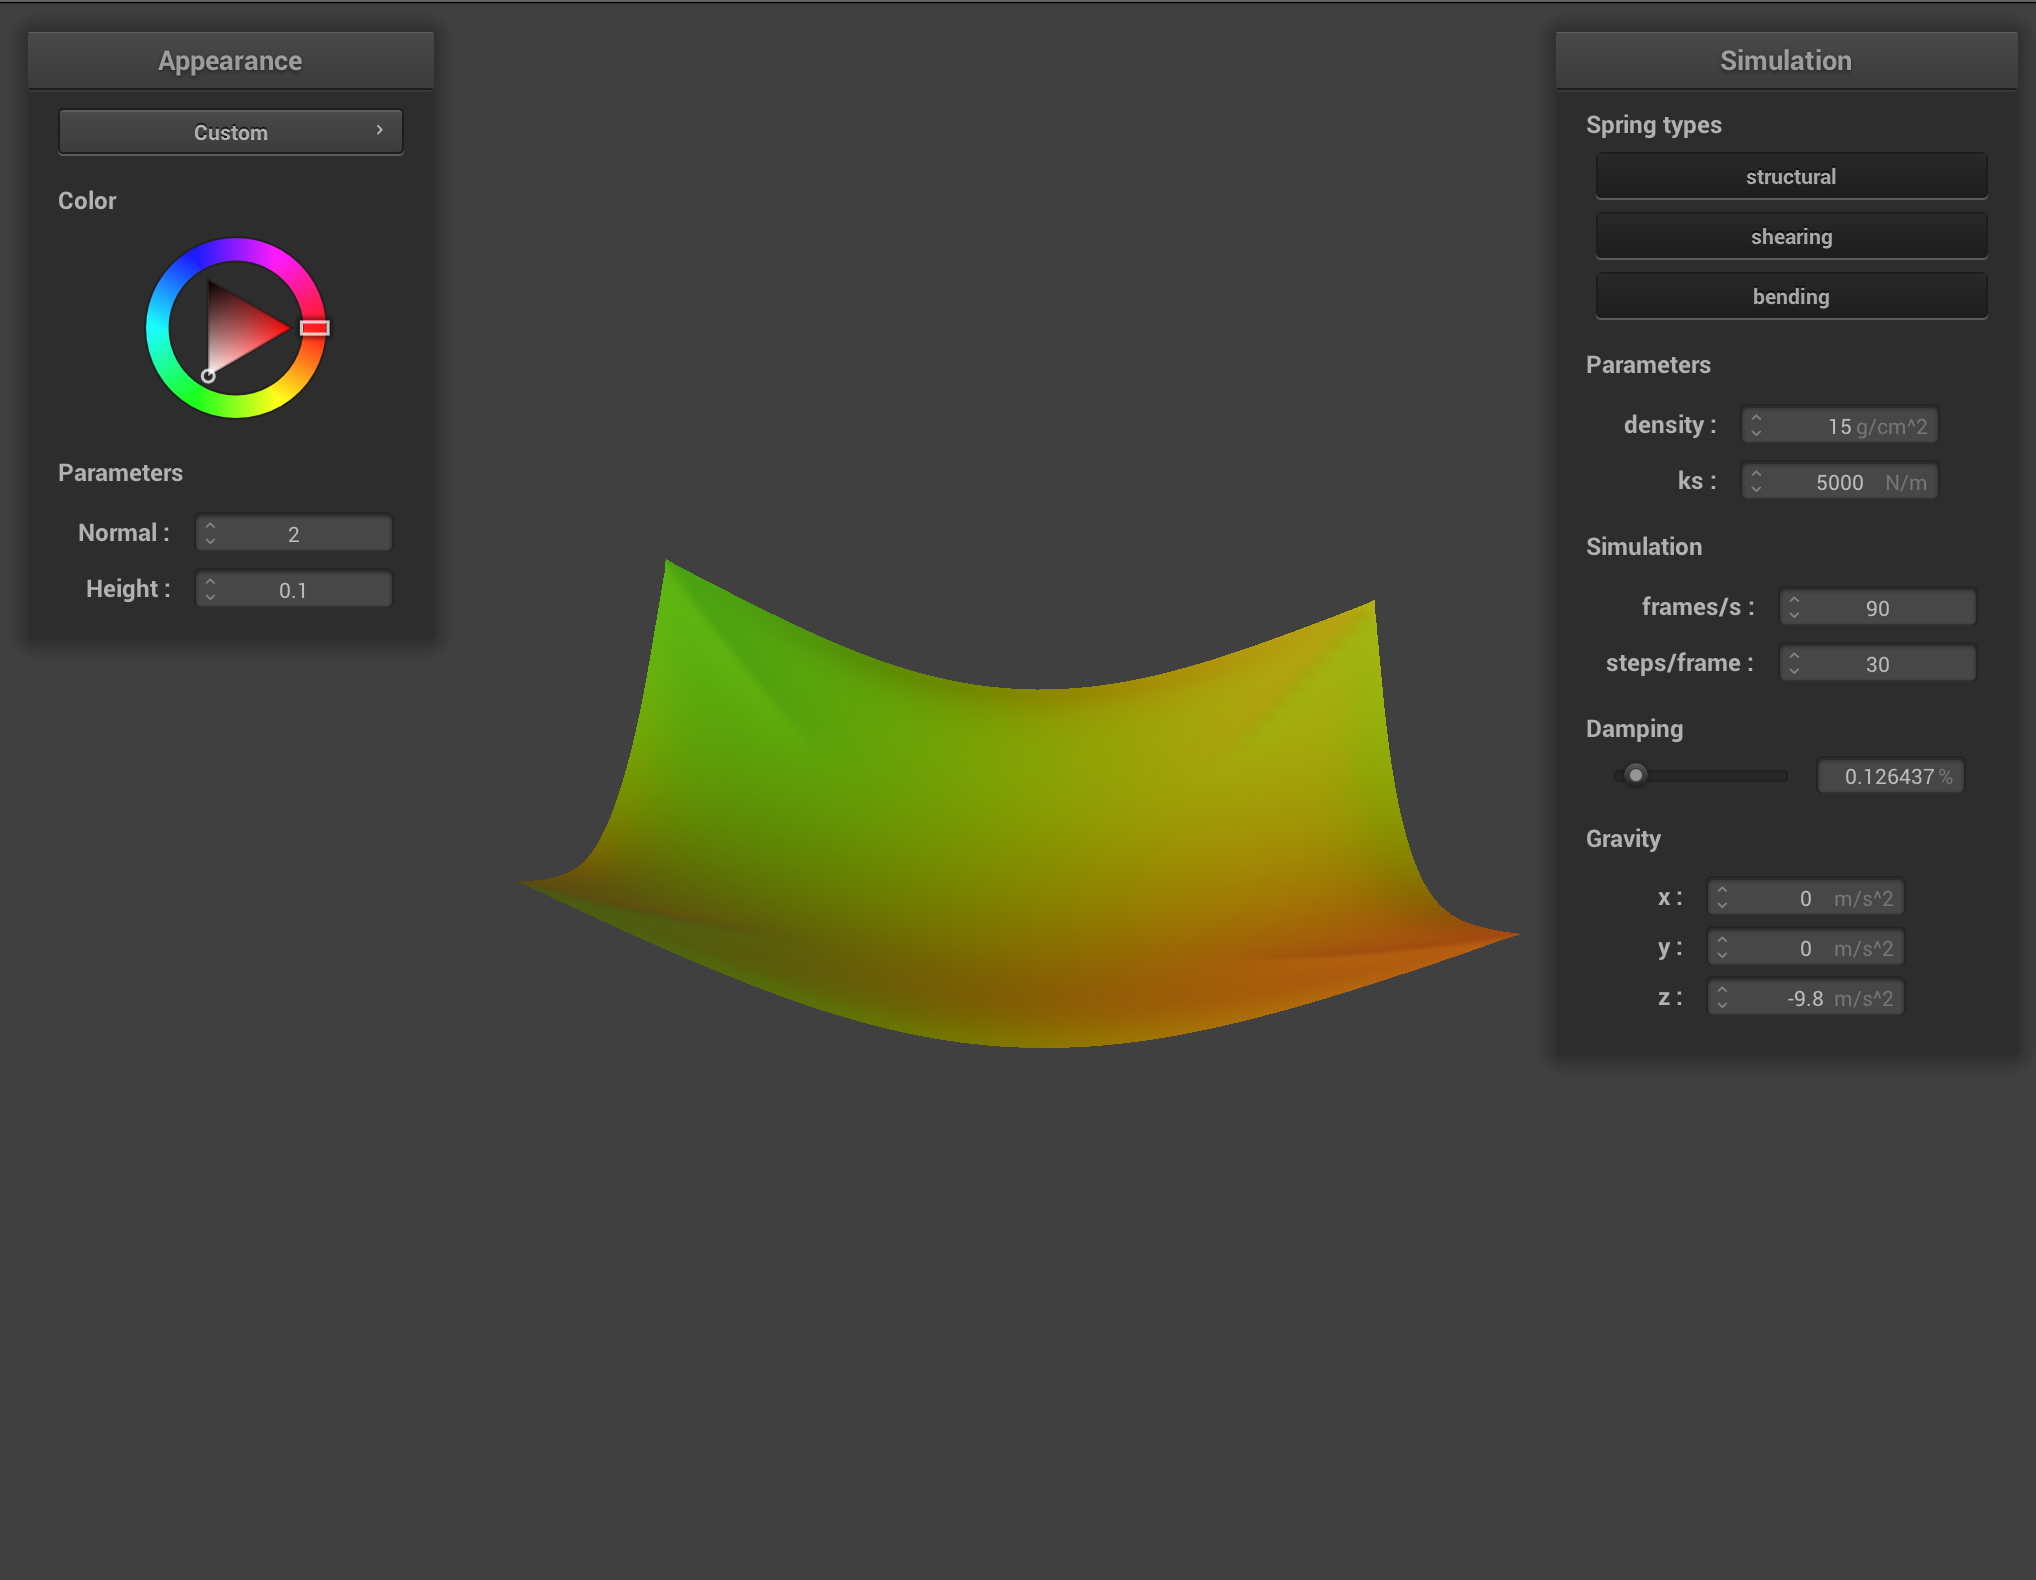 Appearance
Custom
Color
Parameters
Normal : 2
Height : 0.1
Simulation
Spring types
structural
shearing
bending
Parameters
density : 15 g/cm^2
ks : 5000 N/m
Simulation
frames/s : 90
steps/frame : 30
Damping
0.126437 %
Gravity
x : 0 m/s^2
y : 0 m/s^2
z : -9.8 m/s^2